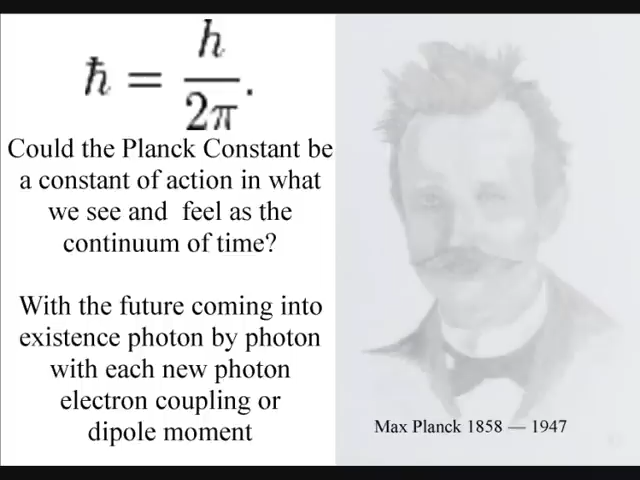 ħ = h/2π.
Could the Planck Constant be
a constant of action in what
we see and  feel as the
continuum of time?
With the future coming into
existence photon by photon
with each new photon
electron coupling or
dipole moment
Max Planck 1858 — 1947